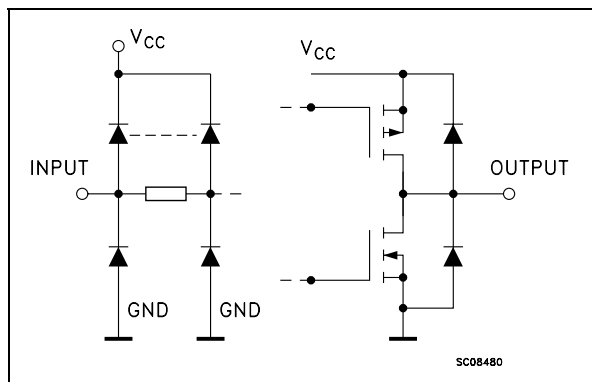 VCC
VCC
INPUT
OUTPUT
GND
GND
SC08480